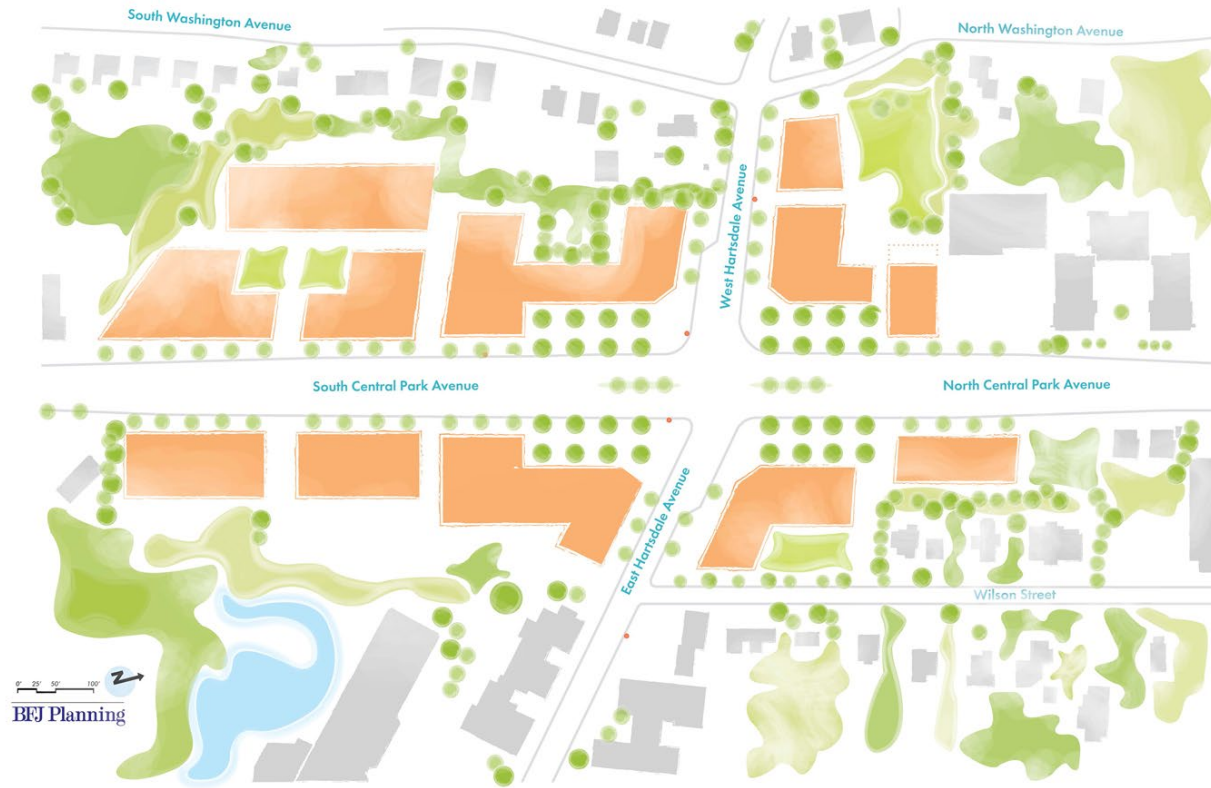 South Washington Avenue
North Washington Avenue
West Hartsdale Avenue
South Central Park Avenue
North Central Park Avenue
East Hartsdale Avenue
Wilson Street
0' 25' 50' 100'
N
BFJ Planning